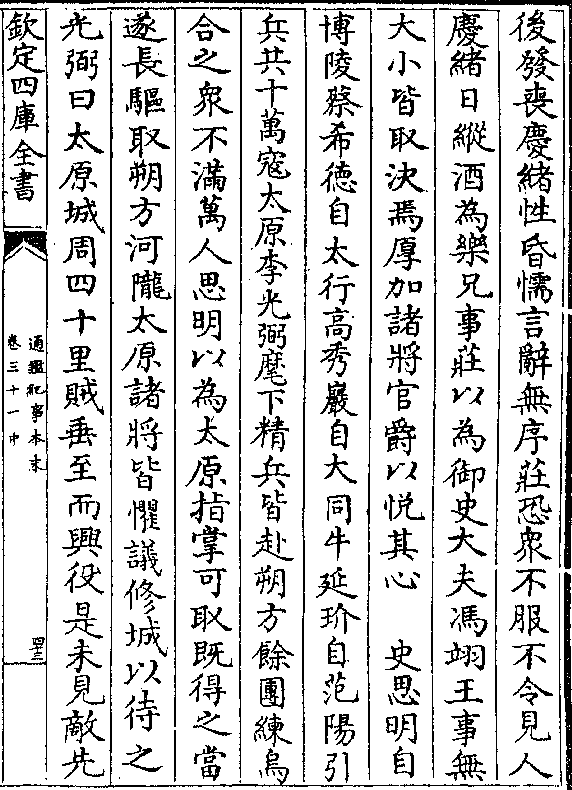 後發喪慶緒性昏懦言辭無序莊恐衆不服不令見人
慶緒日縱酒為樂兄事莊以為御史大夫馮翊王事無
大小皆取決焉厚加諸將官爵以悦其心　史思明自
博陵蔡希德自太行高秀巖自大同牛延玠自范陽引
兵共十萬寇太原李光弼麾下精兵皆赴朔方餘團練烏
合之衆不滿萬人思明以為太原指掌可取既得之當
遂長驅取朔方河隴太原諸將皆懼議修城以待之
光弼曰太原城周四十里賊垂至而興役是未見敵先
欽定四庫全書
通鑑紀事本末
卷三十一中
四三